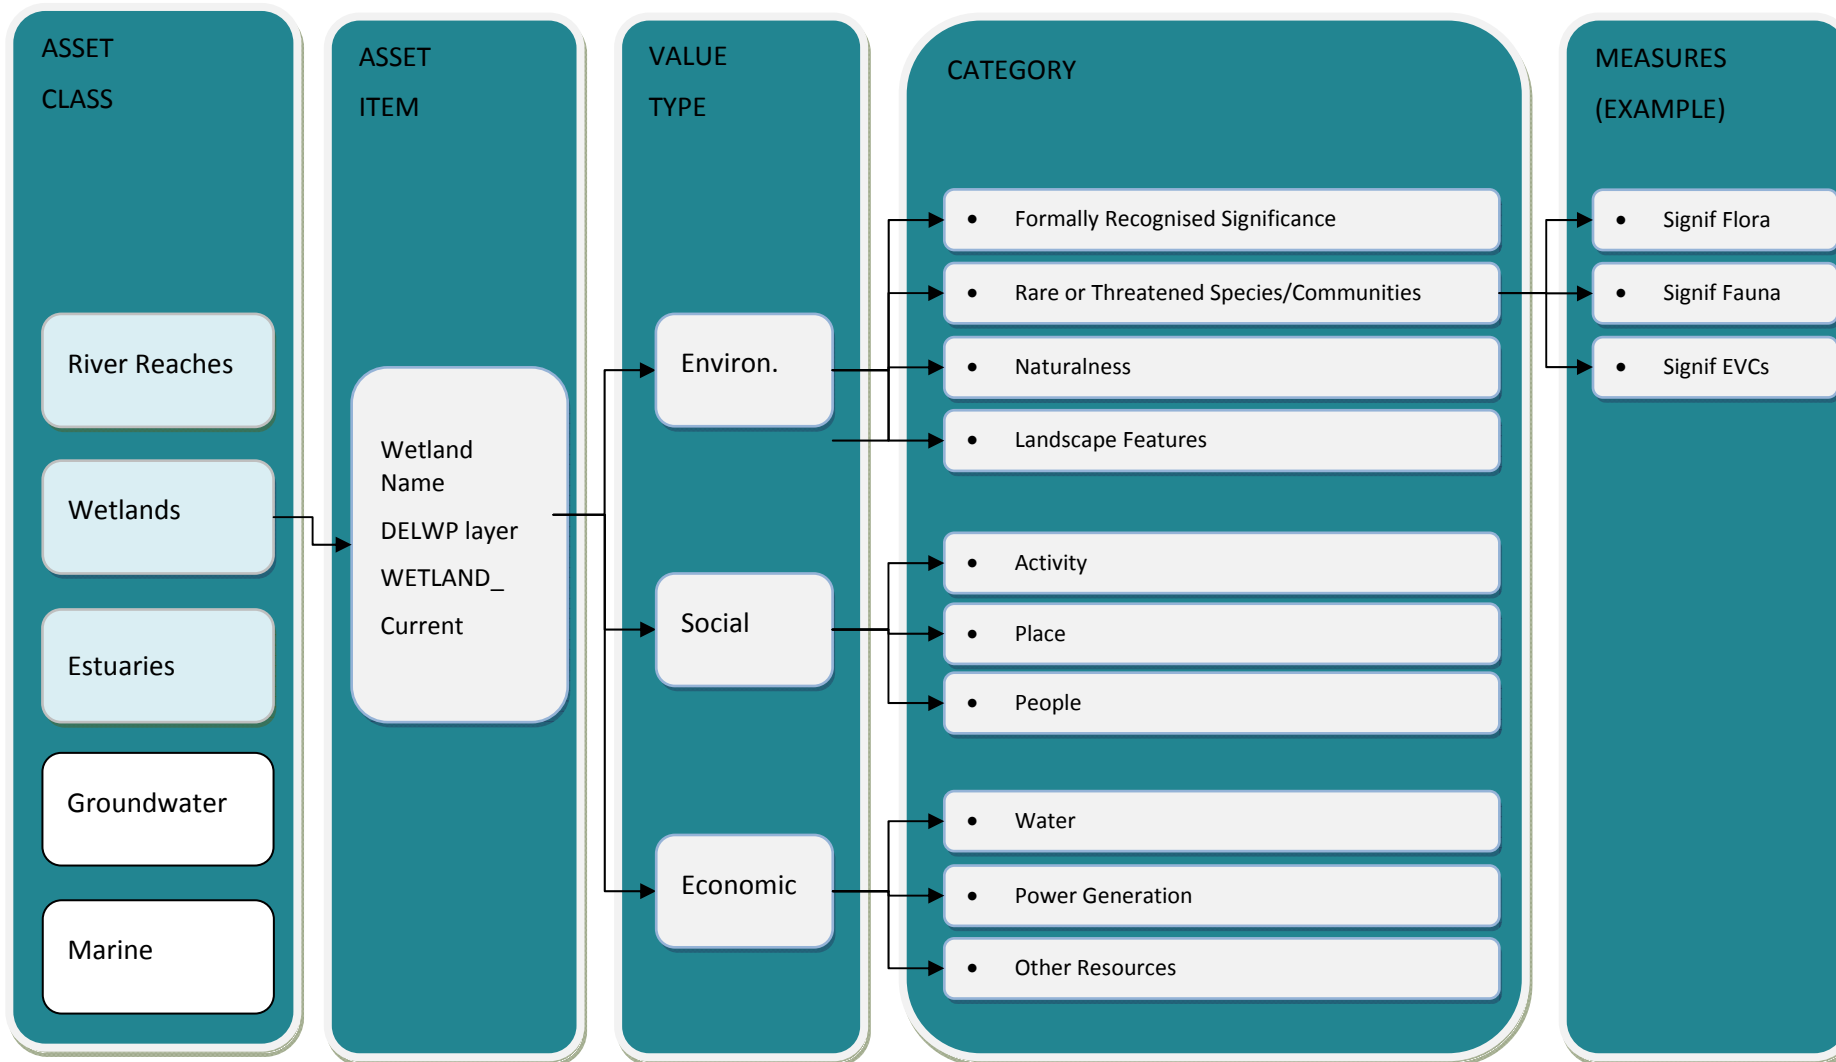 ASSET
CLASS
River Reaches
Wetlands
Estuaries
Groundwater
Marine
ASSET
ITEM
Wetland
Name
DELWP layer
WETLAND_
Current
VALUE
TYPE
Environ.
Social
Economic
CATEGORY
• Formally Recognised Significance
• Rare or Threatened Species/Communities
• Naturalness
• Landscape Features
• Activity
• Place
• People
• Water
• Power Generation
• Other Resources
MEASURES
(EXAMPLE)
• Signif Flora
• Signif Fauna
• Signif EVCs